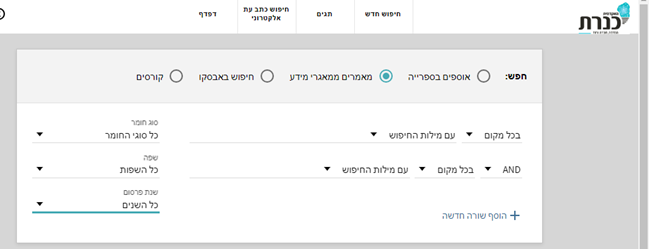 כנרת
חיפוש חדש
תגים
חיפוש כתב עת אלקטרוני
דפדף
חפש: אוספים בספרייה מאמרים ממאגרי מידע חיפוש באבסקו קורסים
סוג חומר
בכל מקום עם מילות החיפוש כל סוגי החומר
שפה
AND בכל מקום עם מילות החיפוש כל השפות
שנת פרסום
כל השנים
+ הוסף שורה חדשה